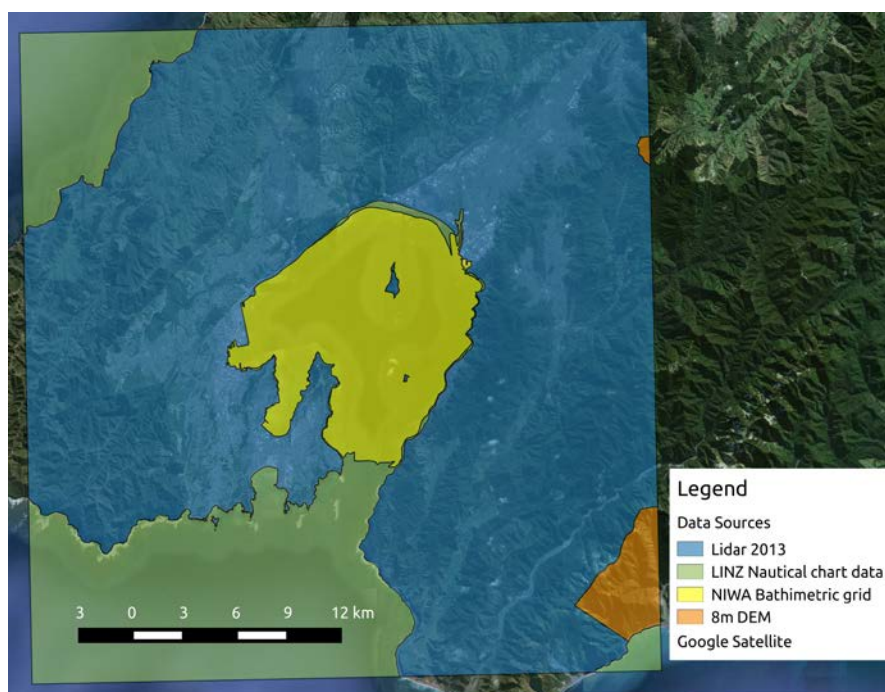 Legend
Data Sources
Lidar 2013
LINZ Nautical chart data
NIWA Bathimetric grid
8m DEM
Google Satellite
3 0 3 6 9 12 km